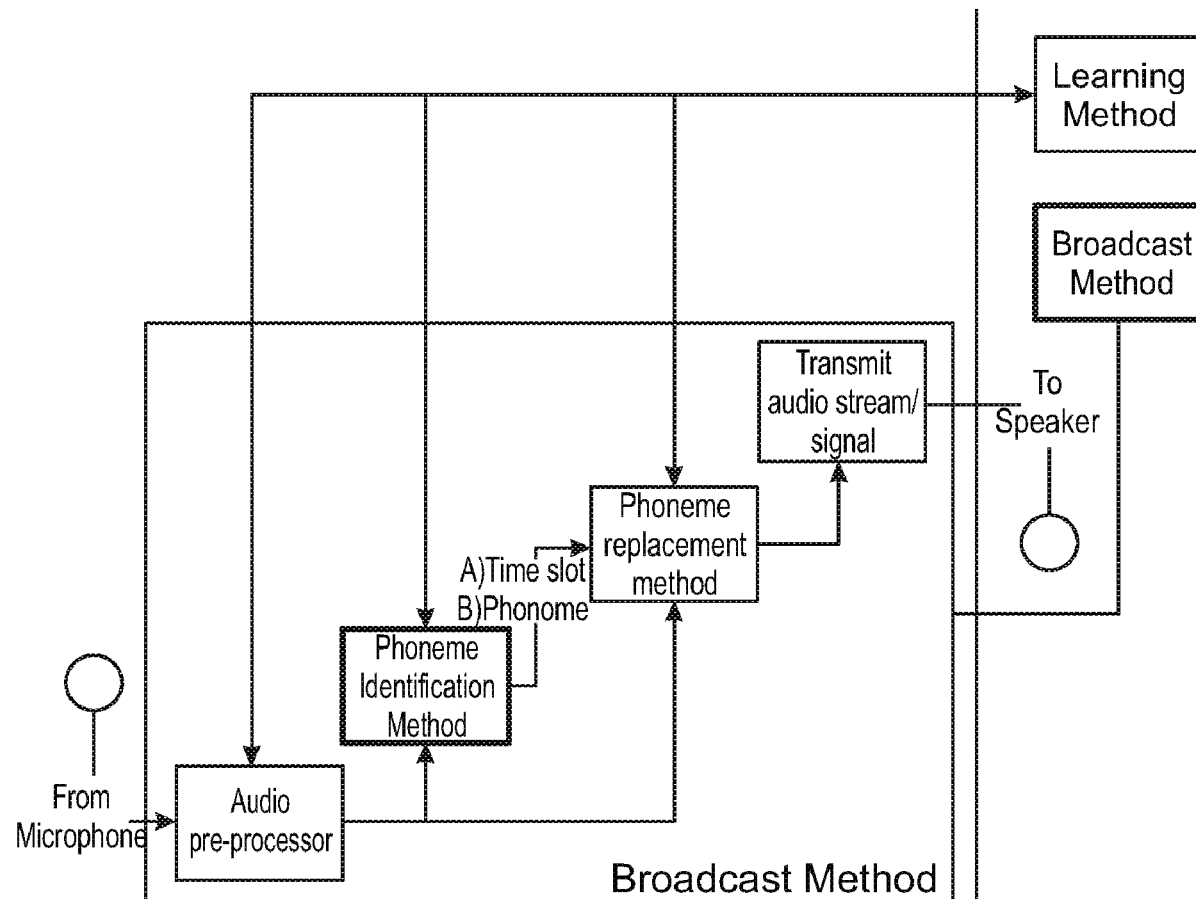 Learning
Method
Broadcast
Method
Transmit
audio stream/
signal
To
Speaker
Phoneme
replacement
method
A)Time slot
B)Phonome
Phoneme
Identification
Method
From
Microphone
Audio
pre-processor
Broadcast Method